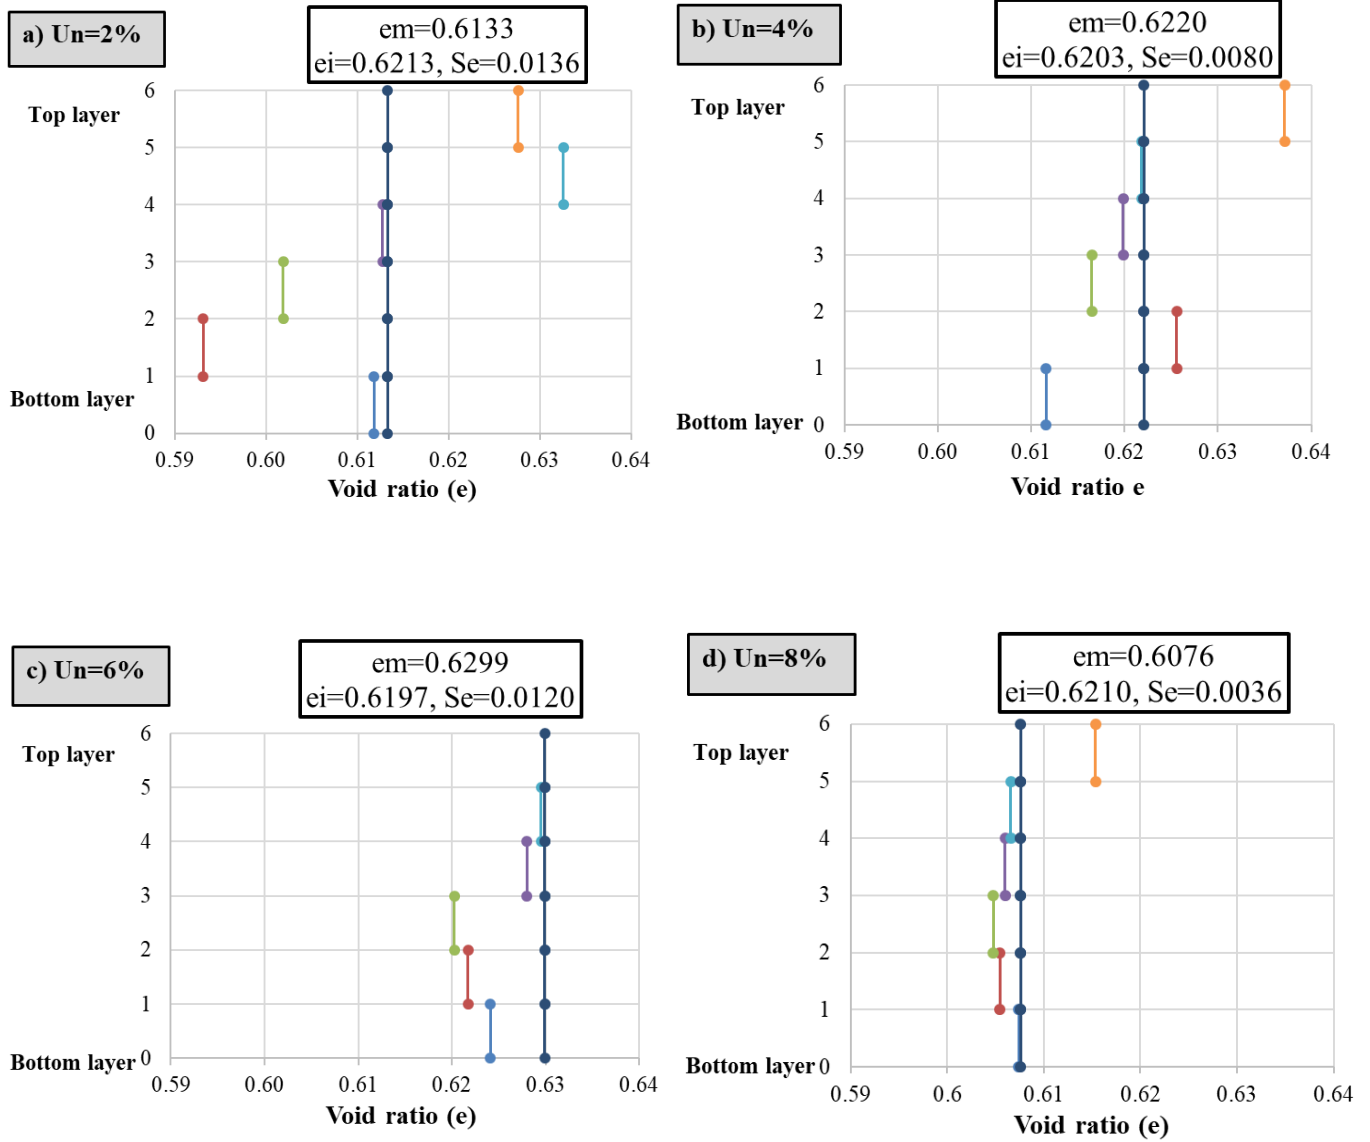 a) Un=2%
em=0.6133
ei=0.6213, Se=0.0136
6
Top layer
5
4
3
2
1
Bottom layer
0
0.59 0.60 0.61 0.62 0.63 0.64
Void ratio (e)
b) Un=4%
em=0.6220
ei=0.6203, Se=0.0080
6
Top layer
5
4
3
2
1
Bottom layer 0
0.59 0.60 0.61 0.62 0.63 0.64
Void ratio e
c) Un=6%
em=0.6299
ei=0.6197, Se=0.0120
6
Top layer
5
4
3
2
1
Bottom layer 0
0.59 0.60 0.61 0.62 0.63 0.64
Void ratio (e)
d) Un=8%
em=0.6076
ei=0.6210, Se=0.0036
6
Top layer
5
4
3
2
1
Bottom layer 0
0.59 0.6 0.61 0.62 0.63 0.64
Void ratio (e)